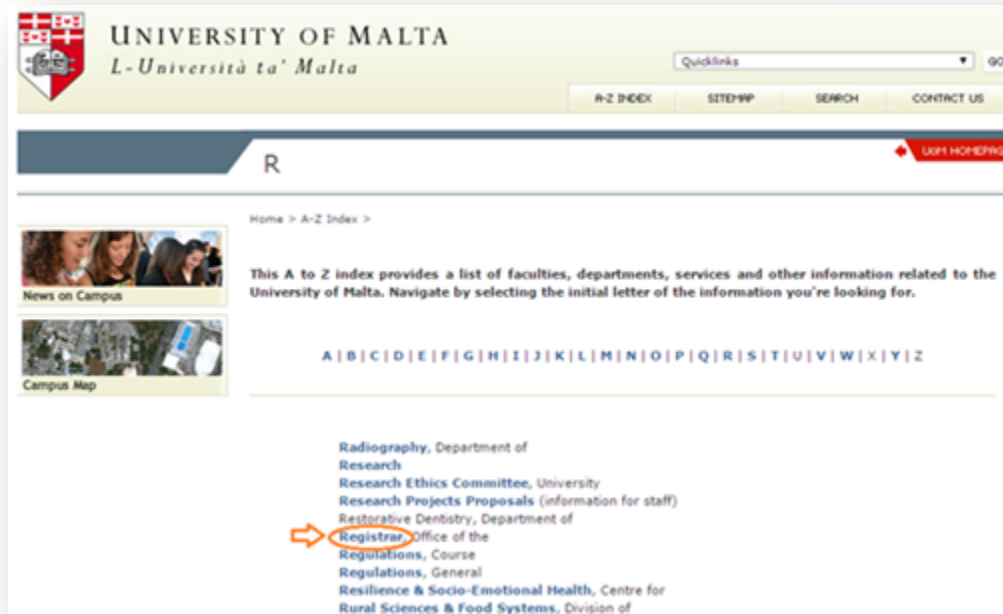 UNIVERSITY OF MALTA
L-Università ta' Malta
Quicklinks
GO
A-Z INDEX SITEMAP SEARCH CONTACT US
R
UOM HOMEPAG
Home > A-Z Index >
News on Campus
Campus Map
This A to Z index provides a list of faculties, departments, services and other information related to the
University of Malta. Navigate by selecting the initial letter of the information you're looking for.
A | B | C | D | E | F | G | H | I | J | K | L | M | N | O | P | Q | R | S | T | U | V | W | X | Y | Z
Radiography, Department of
Research
Research Ethics Committee, University
Research Projects Proposals (information for staff)
Restorative Dentistry, Department of
Registrar, Office of the
Regulations, Course
Regulations, General
Resilience & Socio-Emotional Health, Centre for
Rural Sciences & Food Systems, Division of